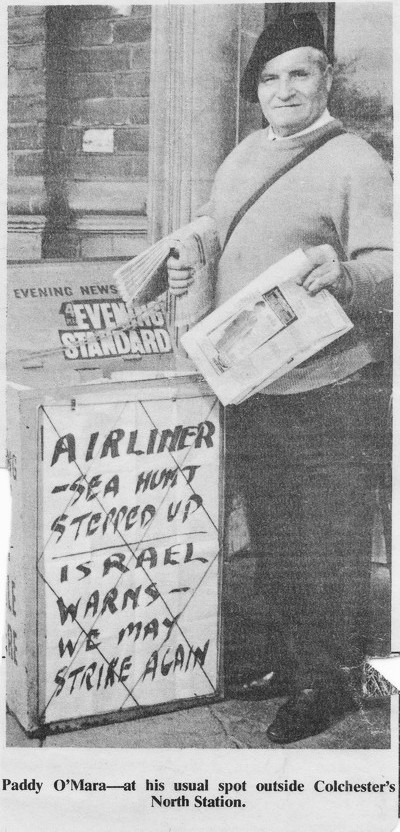 EVENING NEWS
EVENING
STANDARD
AIRLINER
-SEA HUNT
STEPPED UP
ISRAEL
WARNS-
WE MAY
STRIKE AGAIN
Paddy O'Mara—at his usual spot outside Colchester's
North Station.